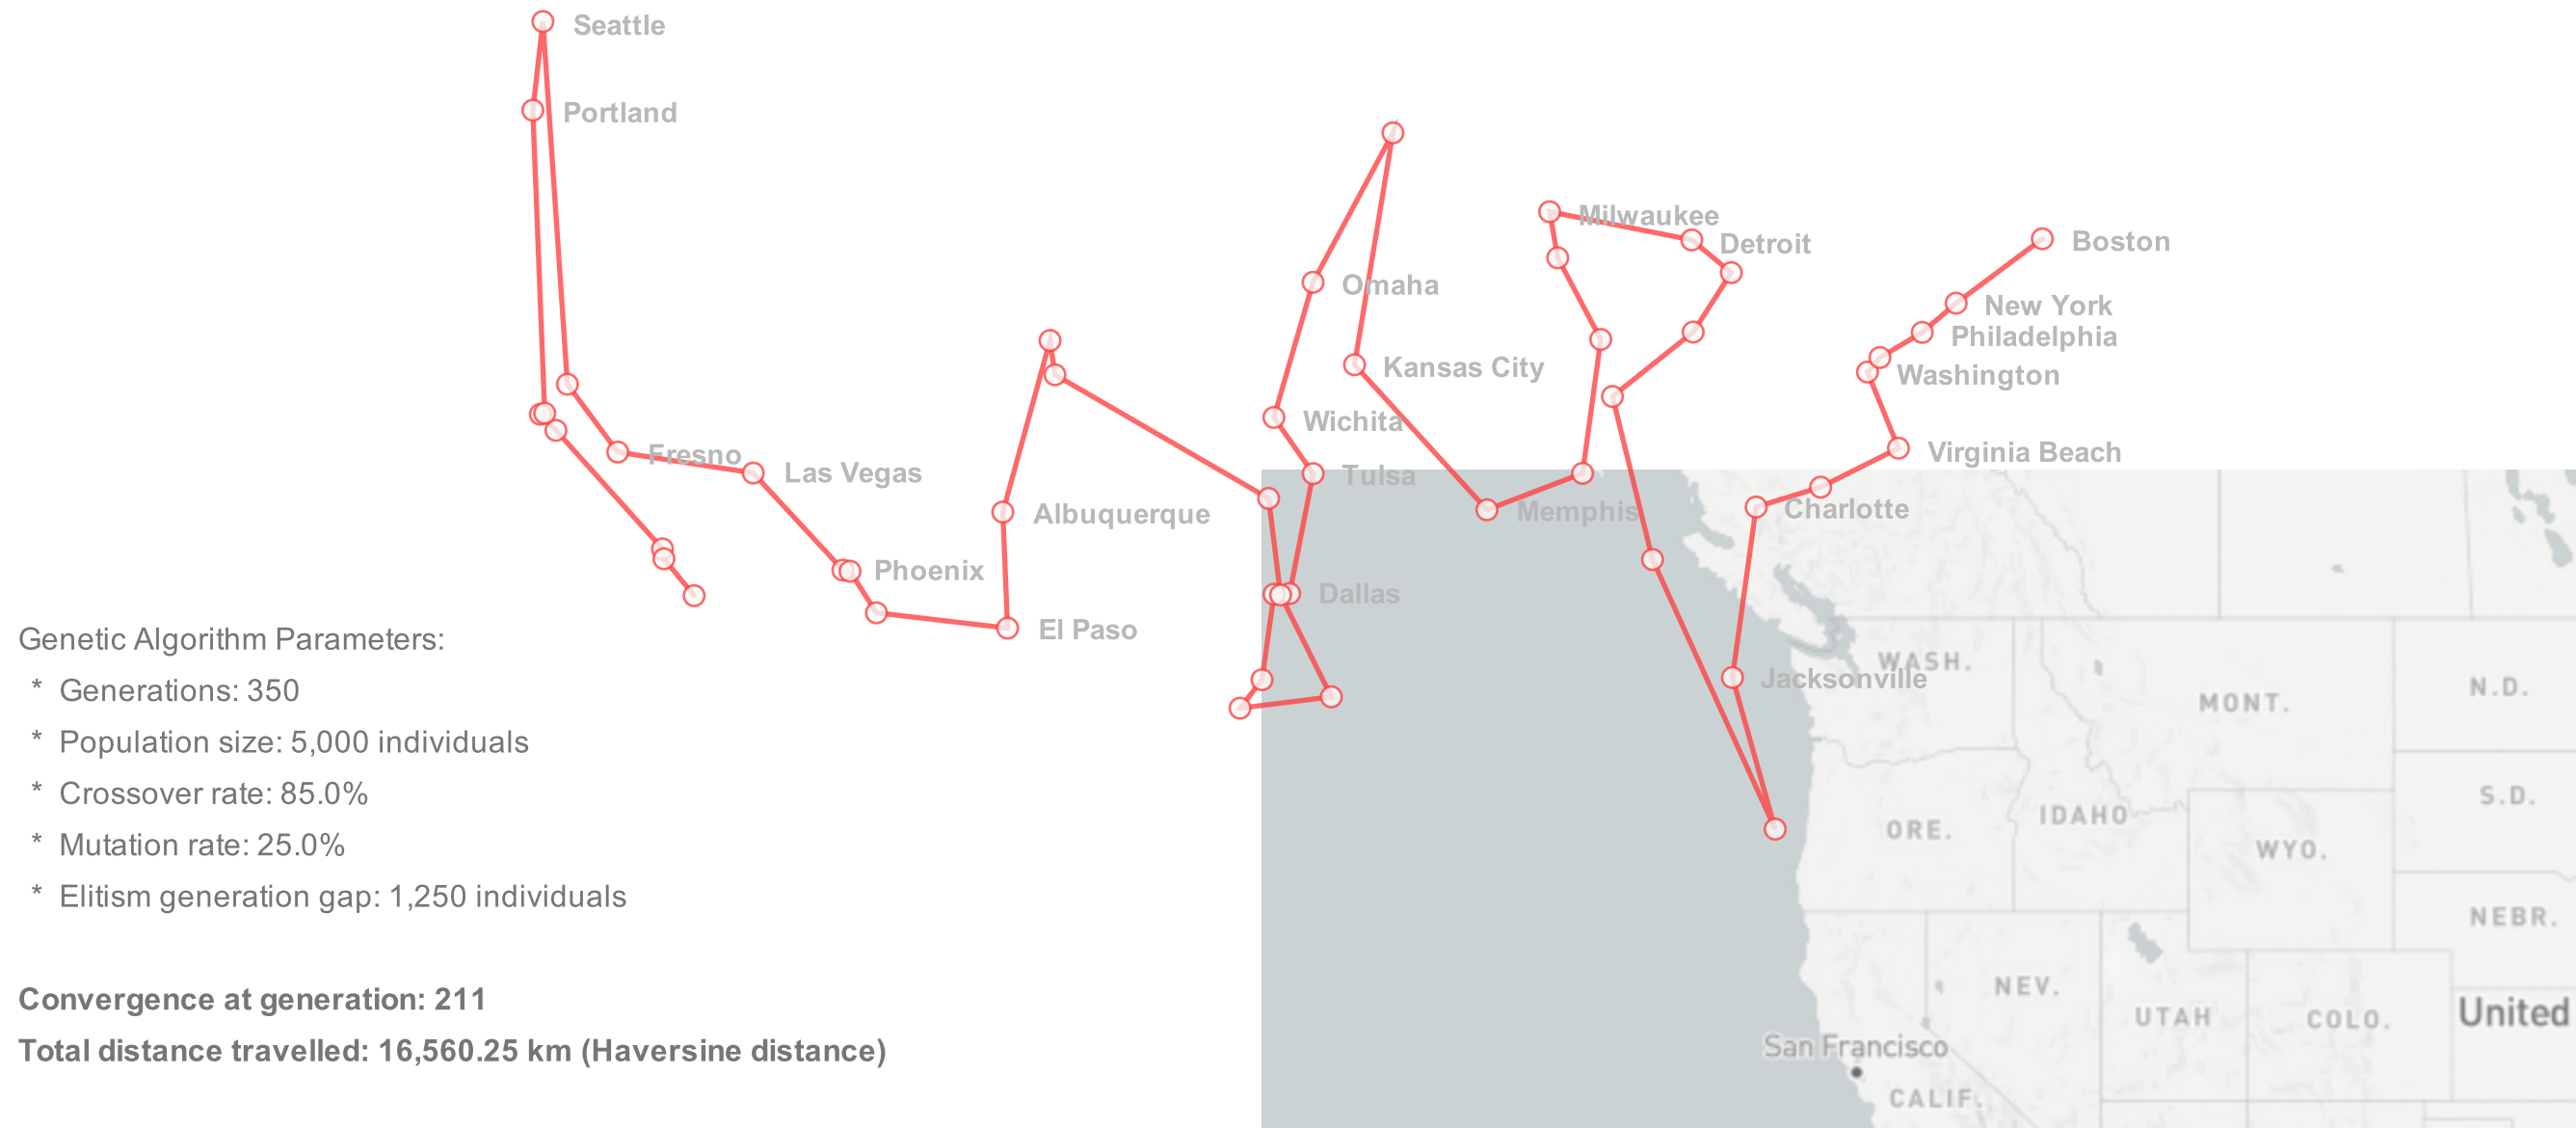 Seattle
Portland
Milwaukee
Detroit
Boston
Omaha
New York
Philadelphia
Kansas City
Washington
Wichita
Fresno
Virginia Beach
Las Vegas
Tulsa
Albuquerque
Memphis
Charlotte
Phoenix
Dallas
El Paso
Jacksonville
WASH.
MONT.
N.D.
ORE.
IDAHO
S.D.
WYO.
NEBR.
NEV.
UTAH
COLO.
United
San Francisco
CALIF.
Genetic Algorithm Parameters:
* Generations: 350
* Population size: 5,000 individuals
* Crossover rate: 85.0%
* Mutation rate: 25.0%
* Elitism generation gap: 1,250 individuals
Convergence at generation: 211
Total distance travelled: 16,560.25 km (Haversine distance)